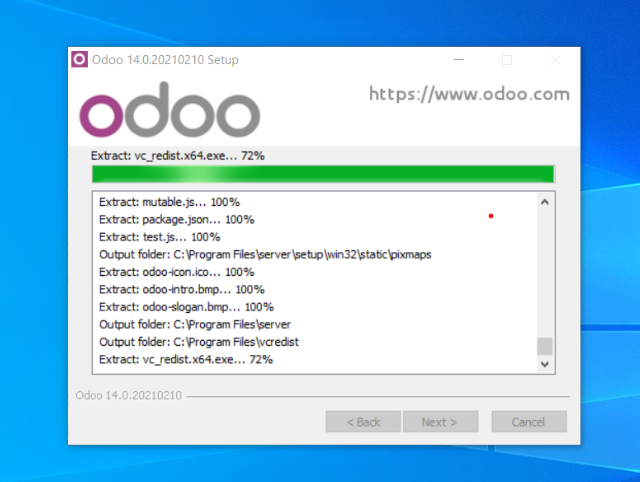 Odoo 14.0.20210210 Setup
odoo
https://www.odoo.com
Extract: vc_redist.x64.exe... 72%
Extract: mutable.js... 100%
Extract: package.json... 100%
Extract: test.js... 100%
Output folder: C:\Program Files\server\setup\win32\static\pixmaps
Extract: odoo-icon.ico... 100%
Extract: odoo-intro.bmp... 100%
Extract: odoo-slogan.bmp... 100%
Output folder: C:\Program Files\server
Output folder: C:\Program Files\vcredist
Extract: vc_redist.x64.exe... 72%
Odoo 14.0.20210210
< Back Next > Cancel